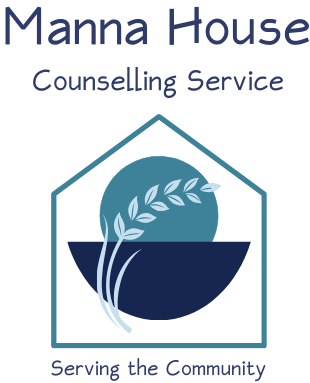 Manna House
Counselling Service
Serving the Community